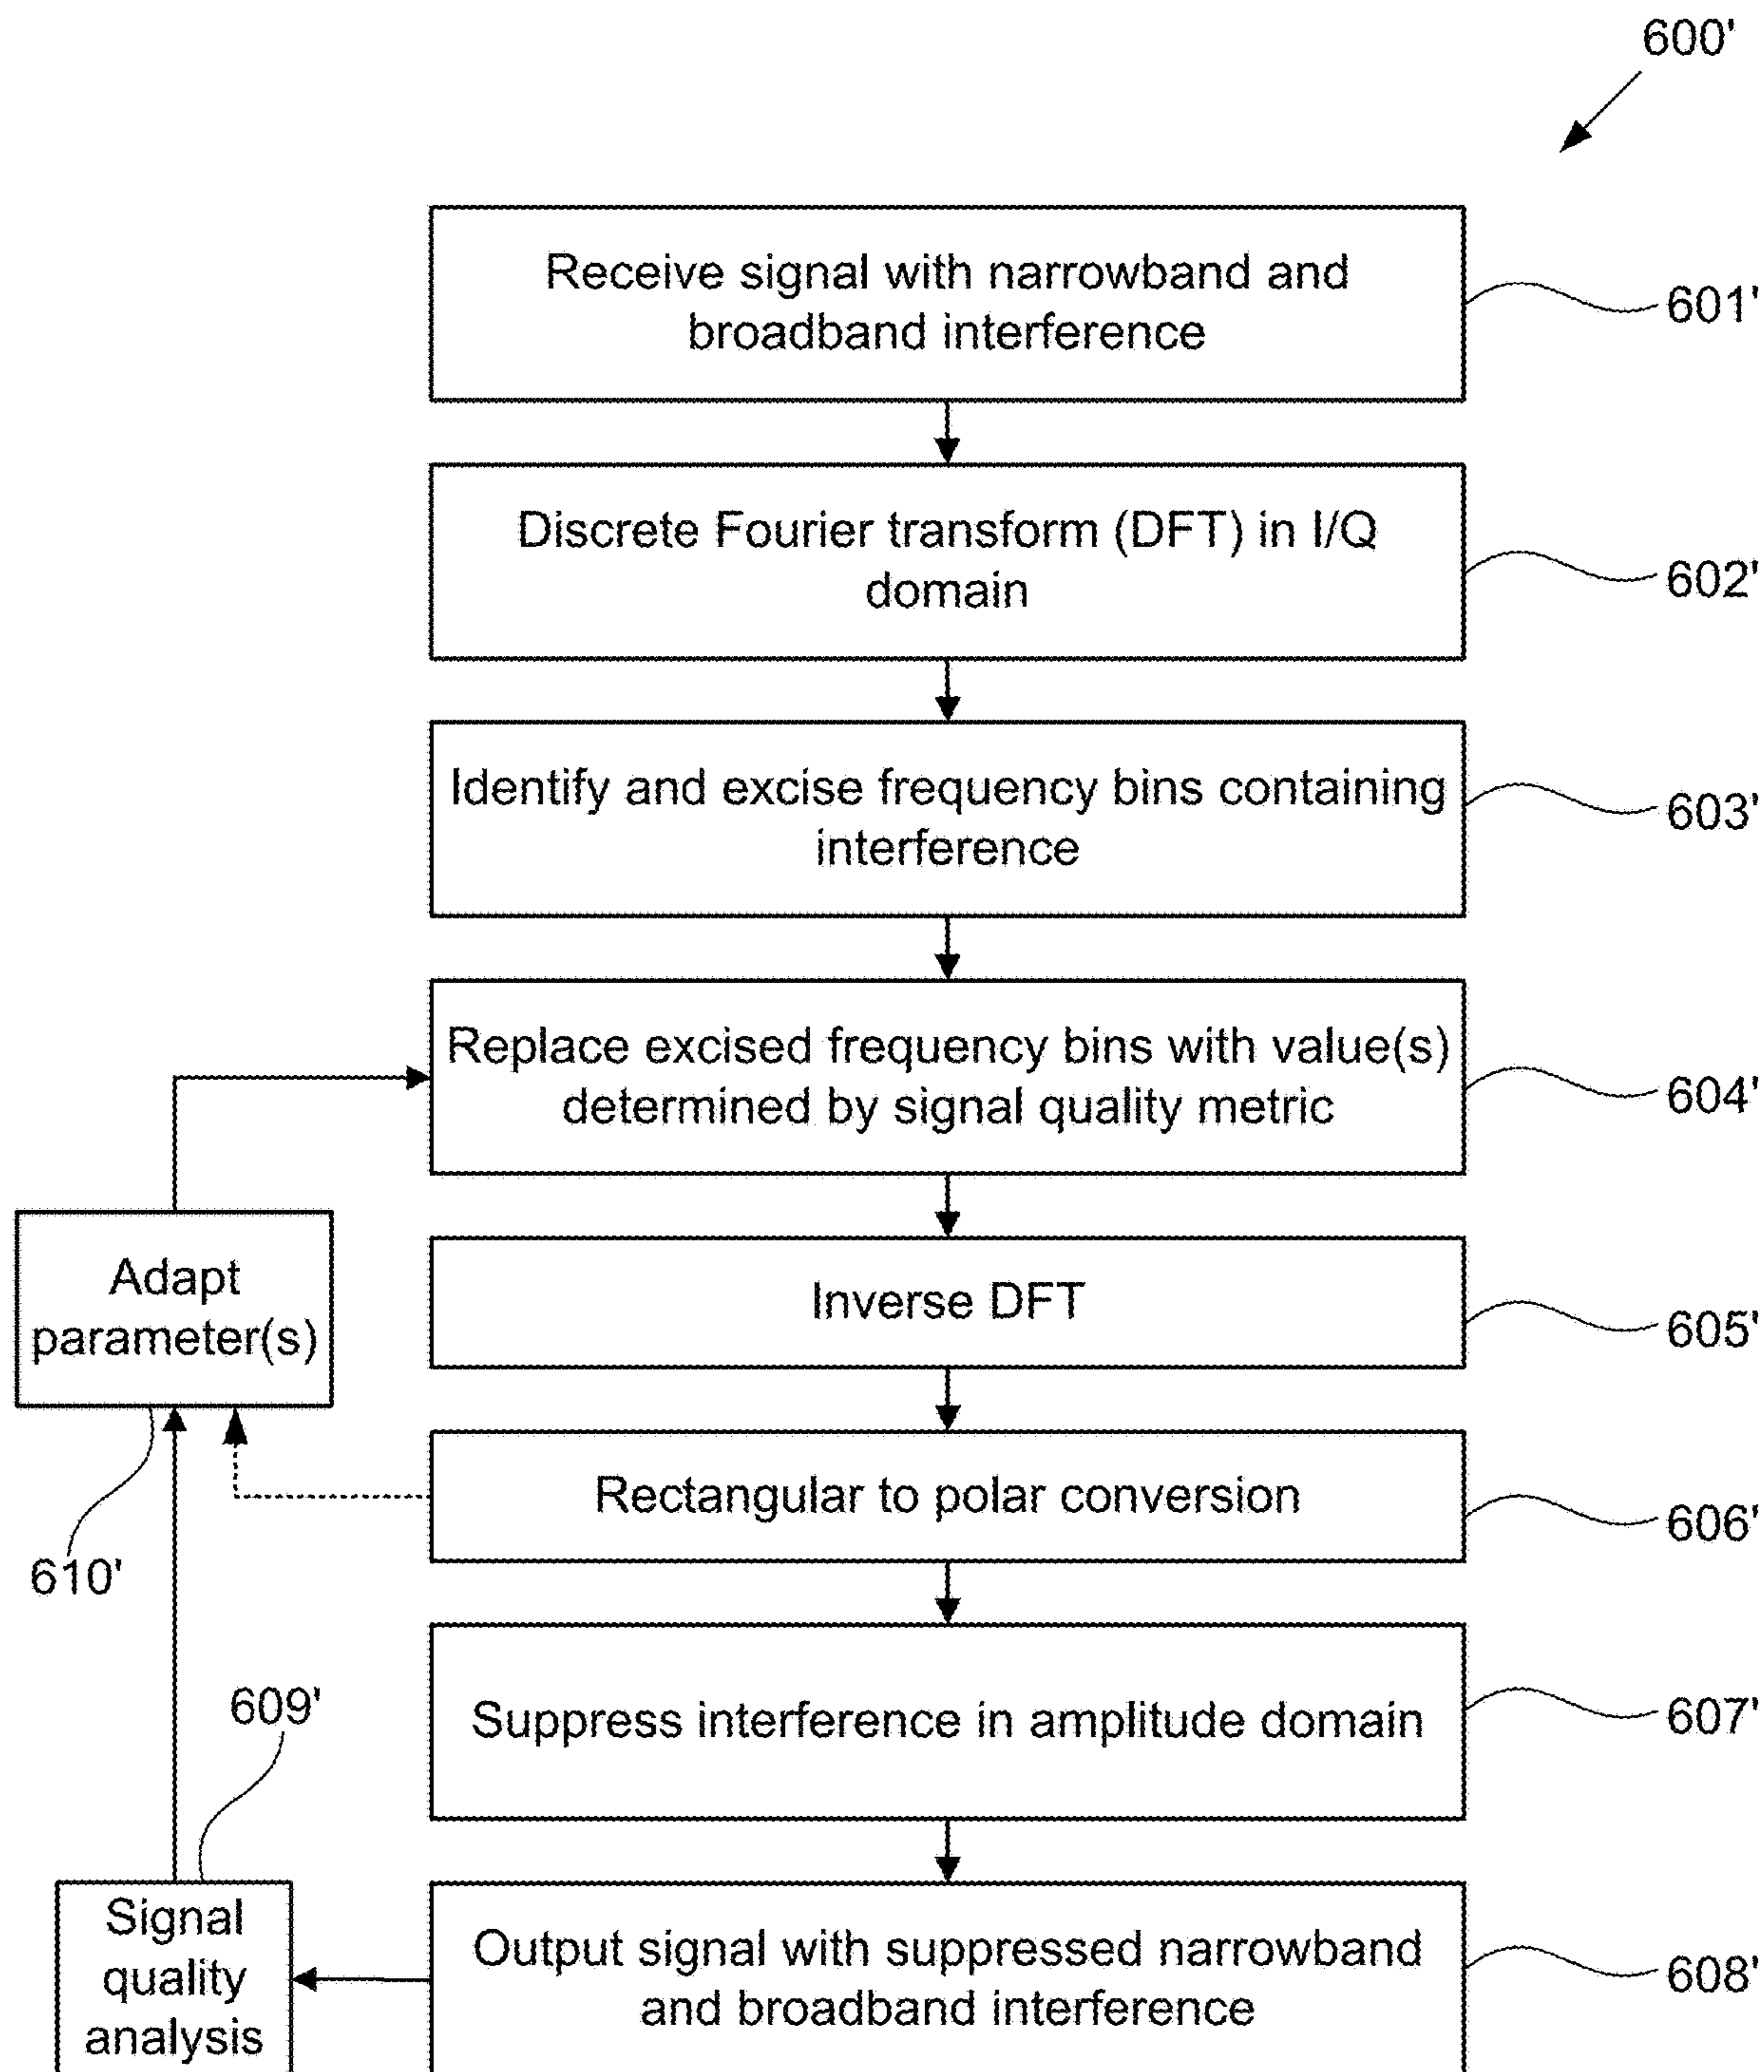 600'
Receive signal with narrowband and
broadband interference
601'
Discrete Fourier transform (DFT) in I/Q
domain
602'
Identify and excise frequency bins containing
interference
603'
Replace excised frequency bins with value(s)
determined by signal quality metric
604'
Adapt
parameter(s)
610'
Inverse DFT
605'
Rectangular to polar conversion
606'
Suppress interference in amplitude domain
607'
609'
Signal
quality
analysis
Output signal with suppressed narrowband
and broadband interference
608'